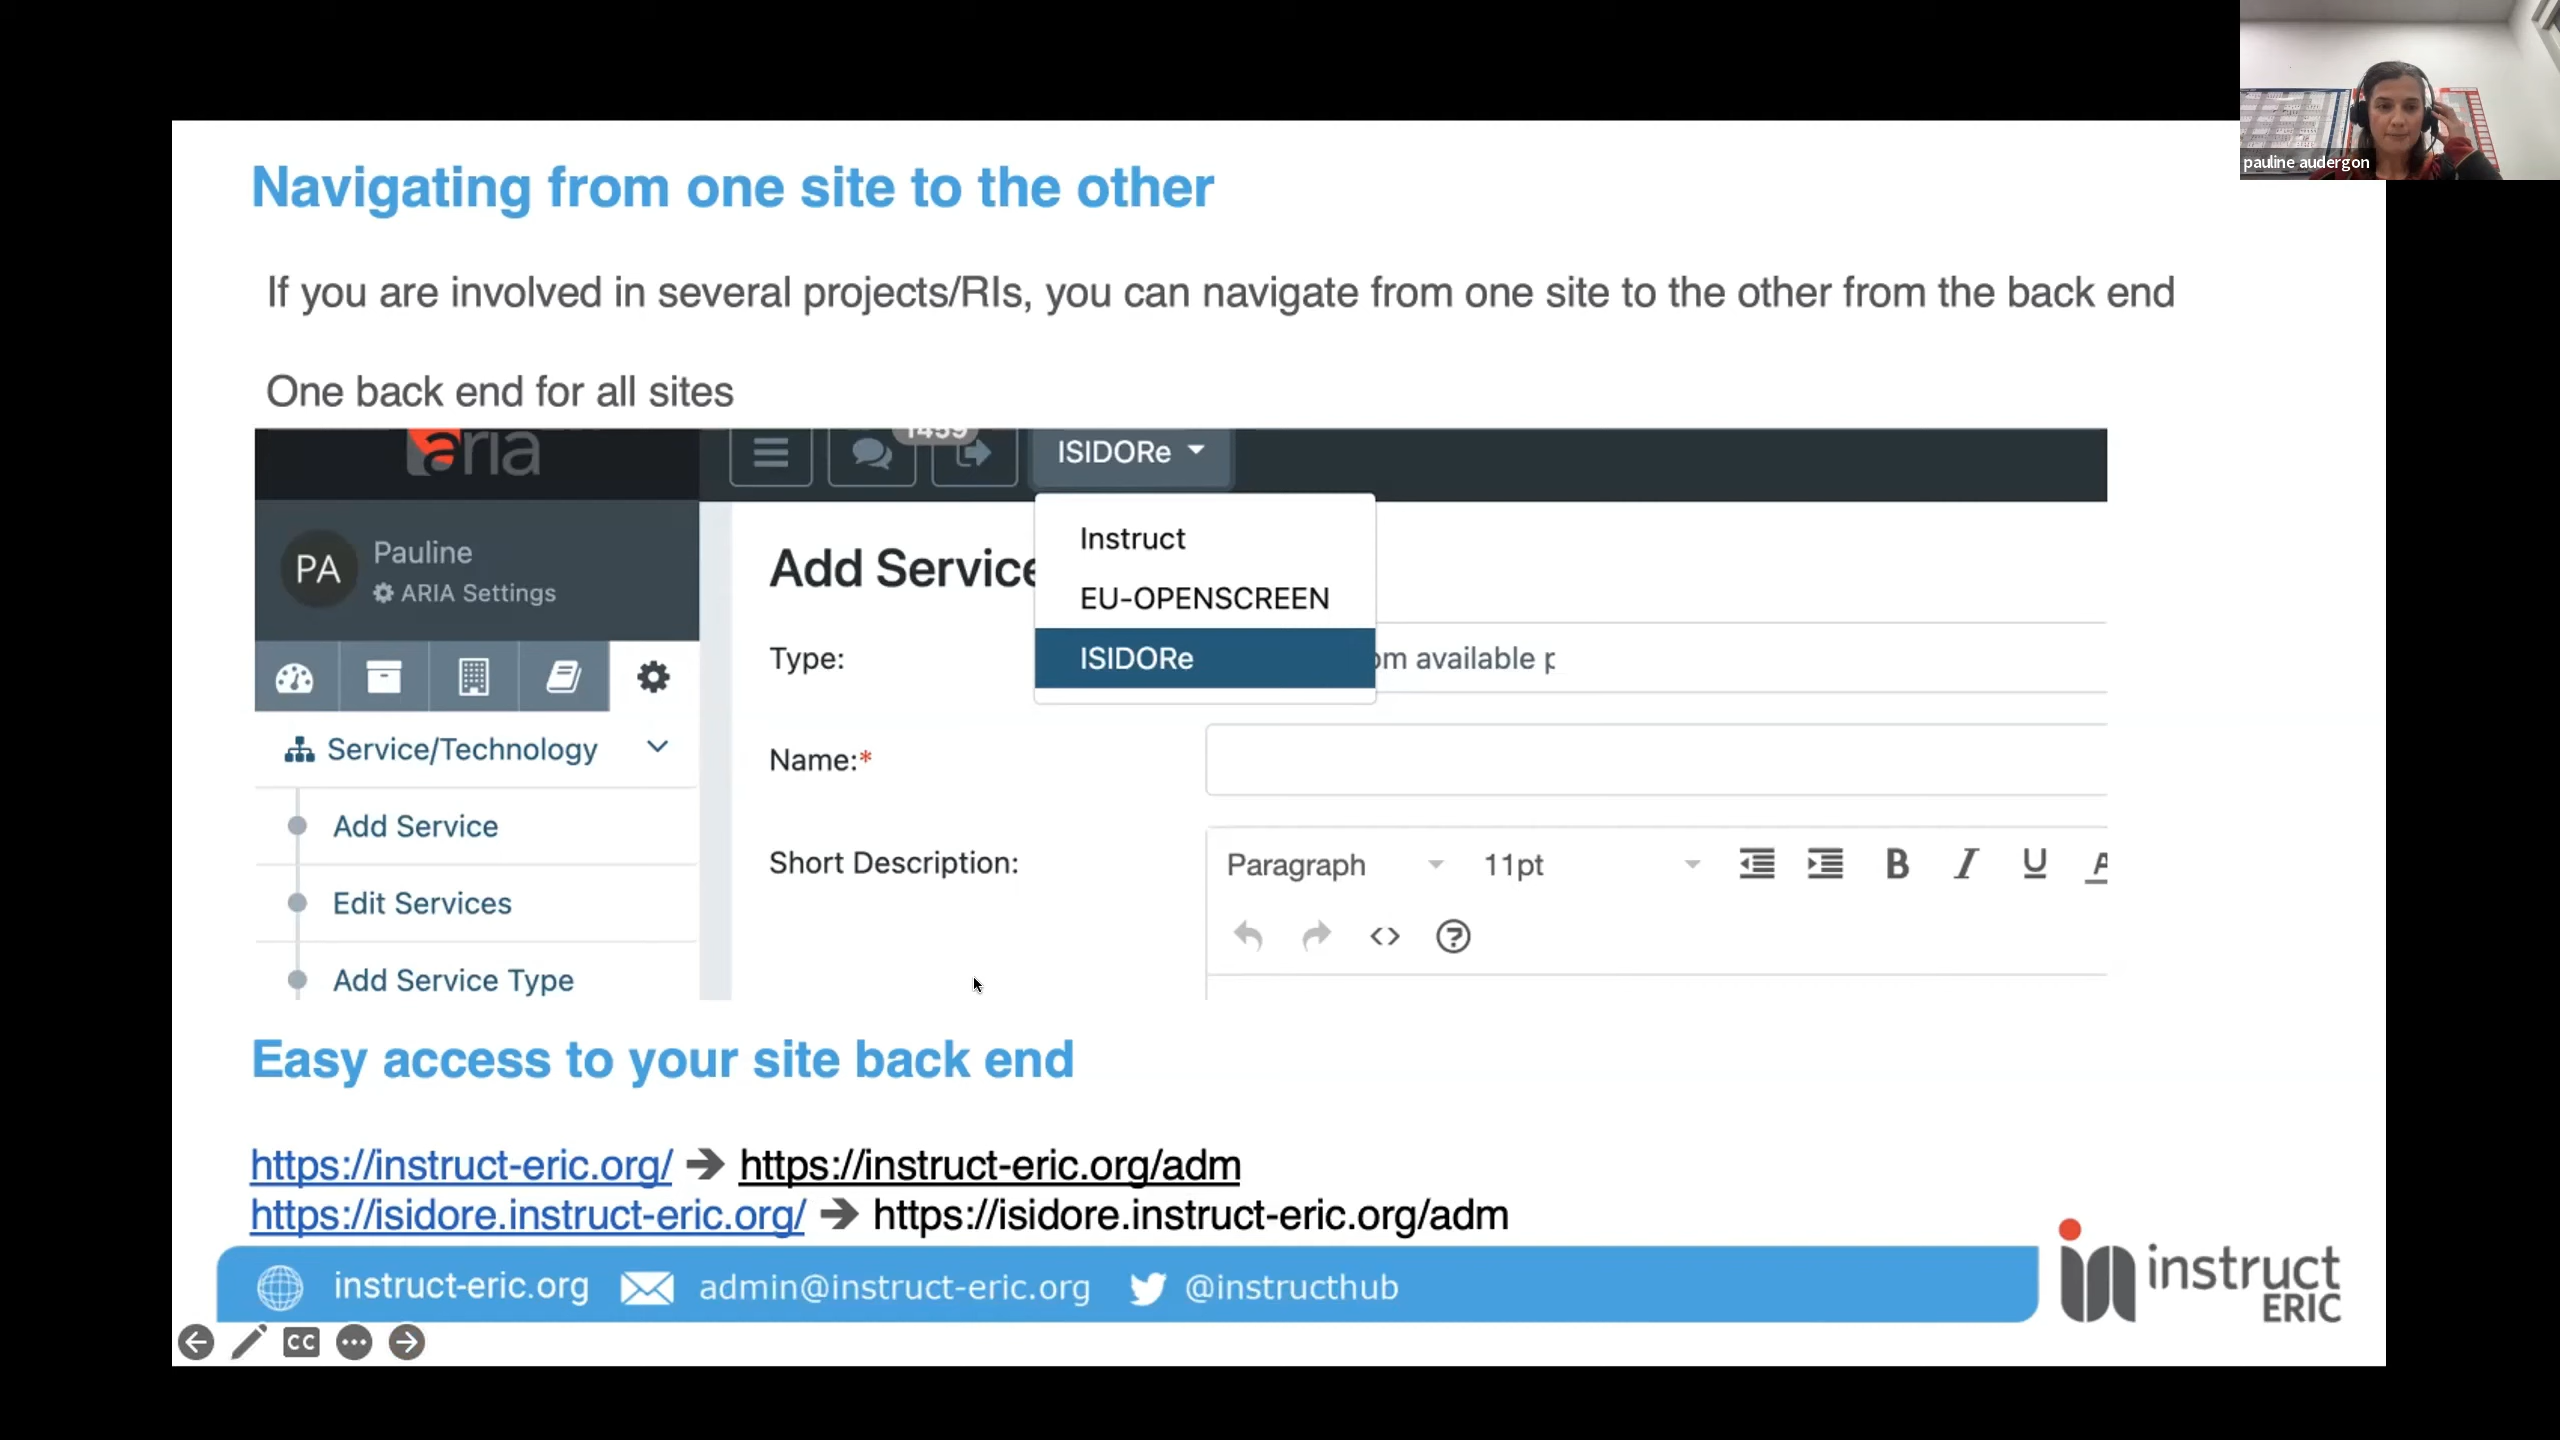 pauline audergon
Navigating from one site to the other
If you are involved in several projects/RIs, you can navigate from one site to the other from the back end
One back end for all sites
aria
1459
ISIDORe
Instruct
EU-OPENSCREEN
ISIDORe
PA
Pauline
ARIA Settings
Service/Technology
Add Service
Edit Services
Add Service Type
Add Service
Type:
om available p
Name:*
Short Description:
Paragraph
11pt
B I U A
Easy access to your site back end
https://instruct-eric.org/ → https://instruct-eric.org/adm
https://isidore.instruct-eric.org/ → https://isidore.instruct-eric.org/adm
instruct-eric.org admin@instruct-eric.org @instructhub
instruct
ERIC
CC